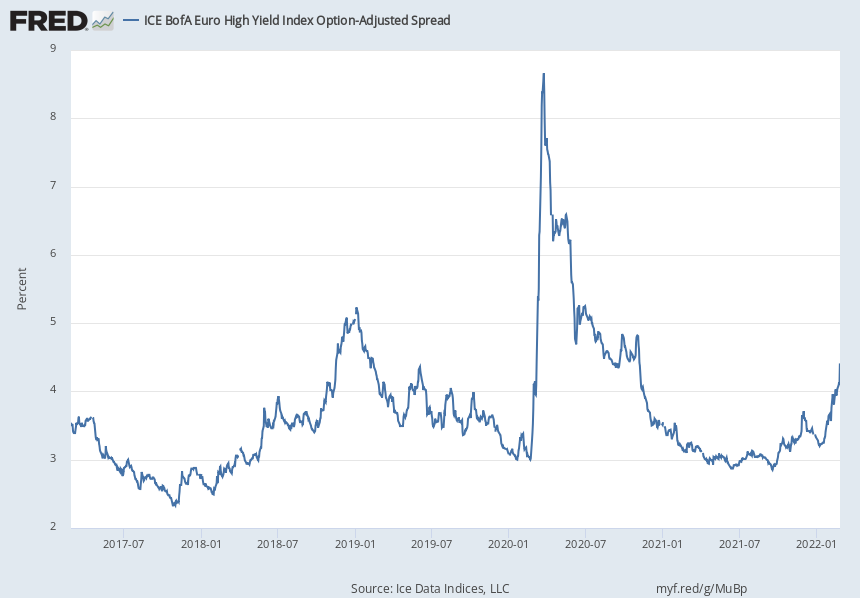 FRED
ICE BofA Euro High Yield Index Option-Adjusted Spread
9
8
7
6
5
4
3
2
Percent
2017-07 2018-01 2018-07 2019-01 2019-07 2020-01 2020-07 2021-01 2021-07 2022-01
Source: Ice Data Indices, LLC myf.red/g/MuBp